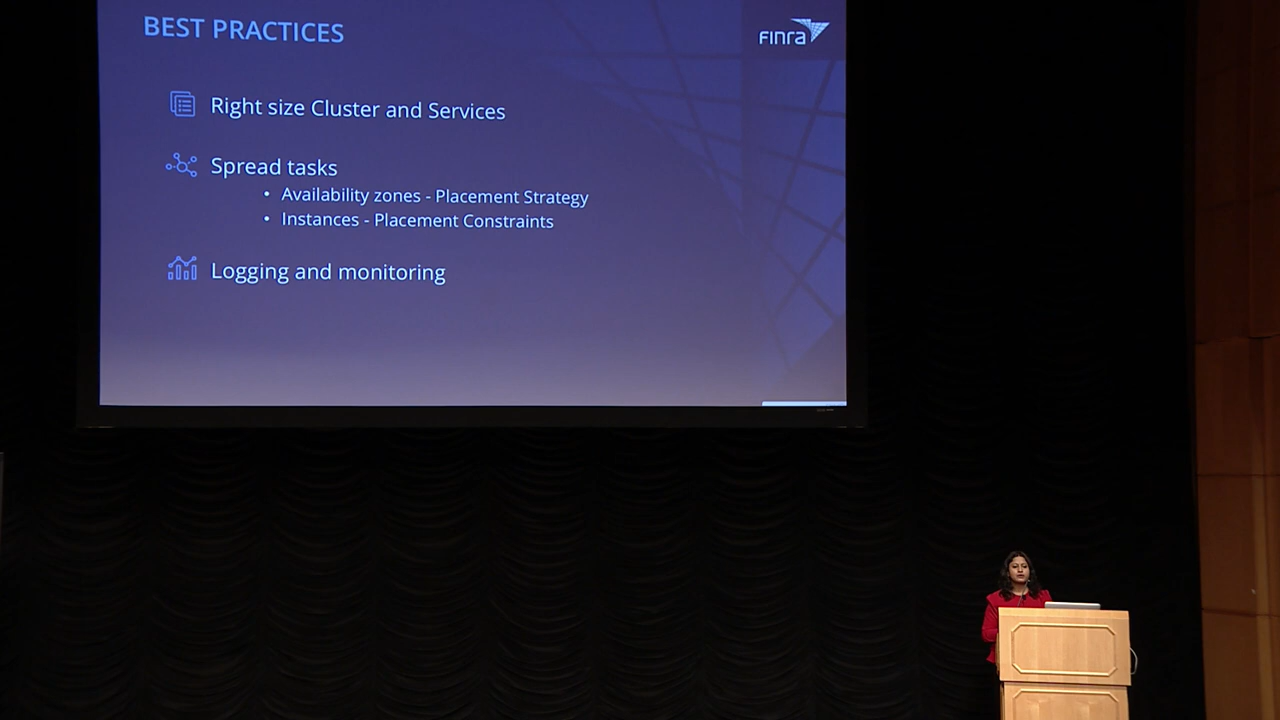 BEST PRACTICES
FINra
Right size Cluster and Services
Spread tasks
• Availability zones - Placement Strategy
• Instances - Placement Constraints
Logging and monitoring